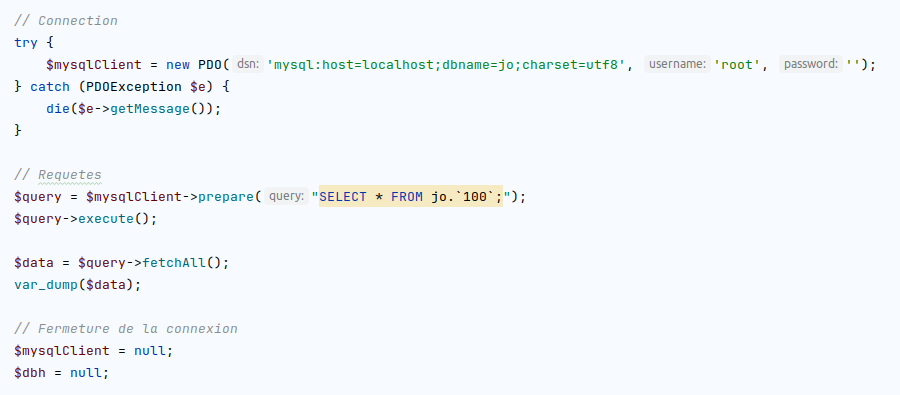 // Connection
try {
$mysqlClient = new PDO( dsn: 'mysql:host=localhost;dbname=jo;charset=utf8', username: 'root', password: '');
} catch (PDOException $e) {
die($e->getMessage());
}
// Requetes
$query = $mysqlClient->prepare( query: "SELECT * FROM jo.`100`;");
$query->execute();
$data = $query->fetchAll();
var_dump($data);
// Fermeture de la connexion
$mysqlClient = null;
$dbh = null;